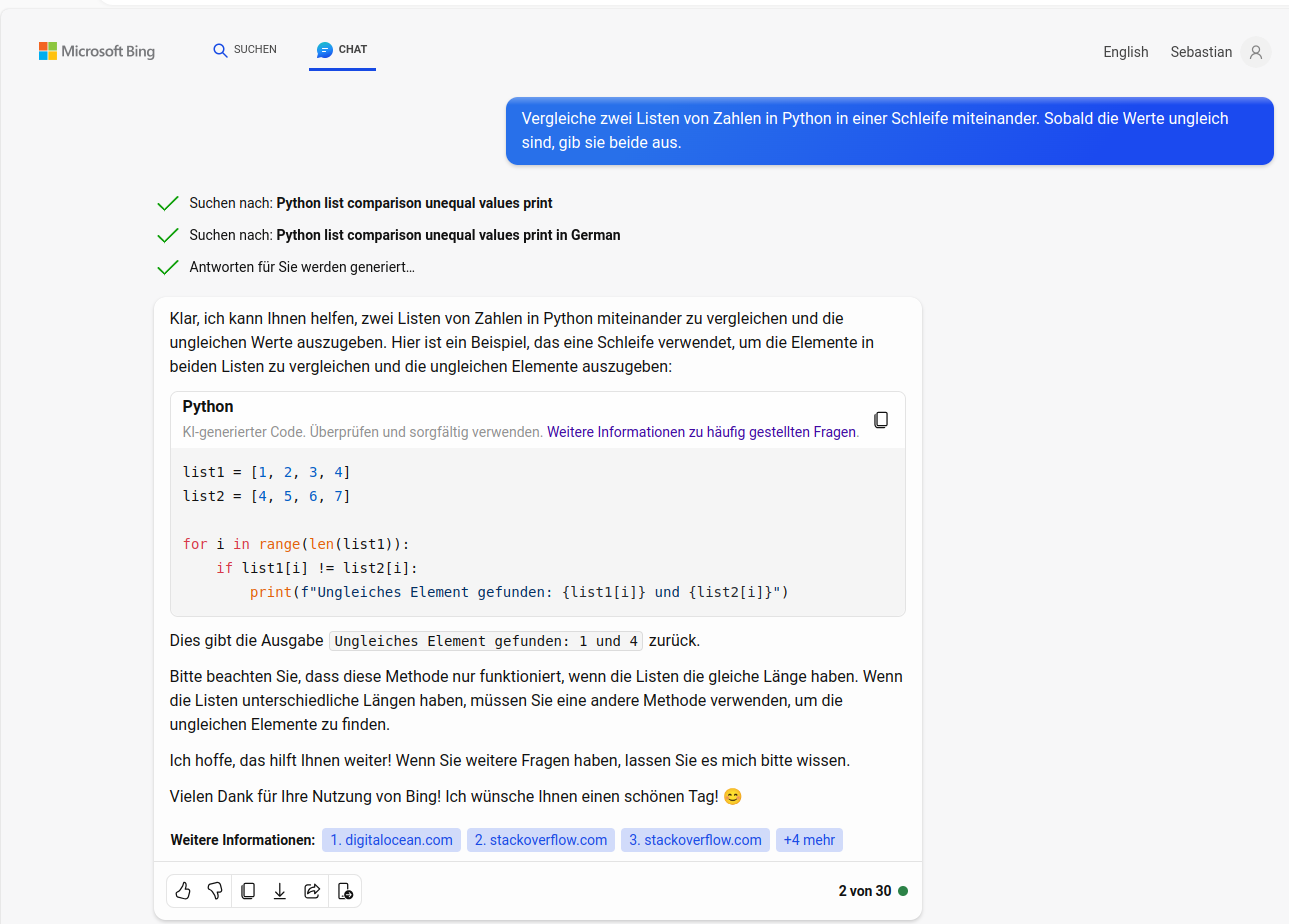 Microsoft Bing
SUCHEN
CHAT
English
Sebastian
Vergleiche zwei Listen von Zahlen in Python in einer Schleife miteinander. Sobald die Werte ungleich
sind, gib sie beide aus.
Suchen nach: Python list comparison unequal values print
Suchen nach: Python list comparison unequal values print in German
Antworten für Sie werden generiert…
Klar, ich kann Ihnen helfen, zwei Listen von Zahlen in Python miteinander zu vergleichen und die
ungleichen Werte auszugeben. Hier ist ein Beispiel, das eine Schleife verwendet, um die Elemente in
beiden Listen zu vergleichen und die ungleichen Elemente auszugeben:
Python
KI-generierter Code. Überprüfen und sorgfältig verwenden. Weitere Informationen zu häufig gestellten Fragen.
list1 = [1, 2, 3, 4]
list2 = [4, 5, 6, 7]
for i in range(len(list1)):
    if list1[i] != list2[i]:
        print(f"Ungleiches Element gefunden: {list1[i]} und {list2[i]}")
Dies gibt die Ausgabe Ungleiches Element gefunden: 1 und 4 zurück.
Bitte beachten Sie, dass diese Methode nur funktioniert, wenn die Listen die gleiche Länge haben. Wenn
die Listen unterschiedliche Längen haben, müssen Sie eine andere Methode verwenden, um die
ungleichen Elemente zu finden.
Ich hoffe, das hilft Ihnen weiter! Wenn Sie weitere Fragen haben, lassen Sie es mich bitte wissen.
Vielen Dank für Ihre Nutzung von Bing! Ich wünsche Ihnen einen schönen Tag! 😊
Weitere Informationen: 1. digitalocean.com 2. stackoverflow.com 3. stackoverflow.com +4 mehr
2 von 30